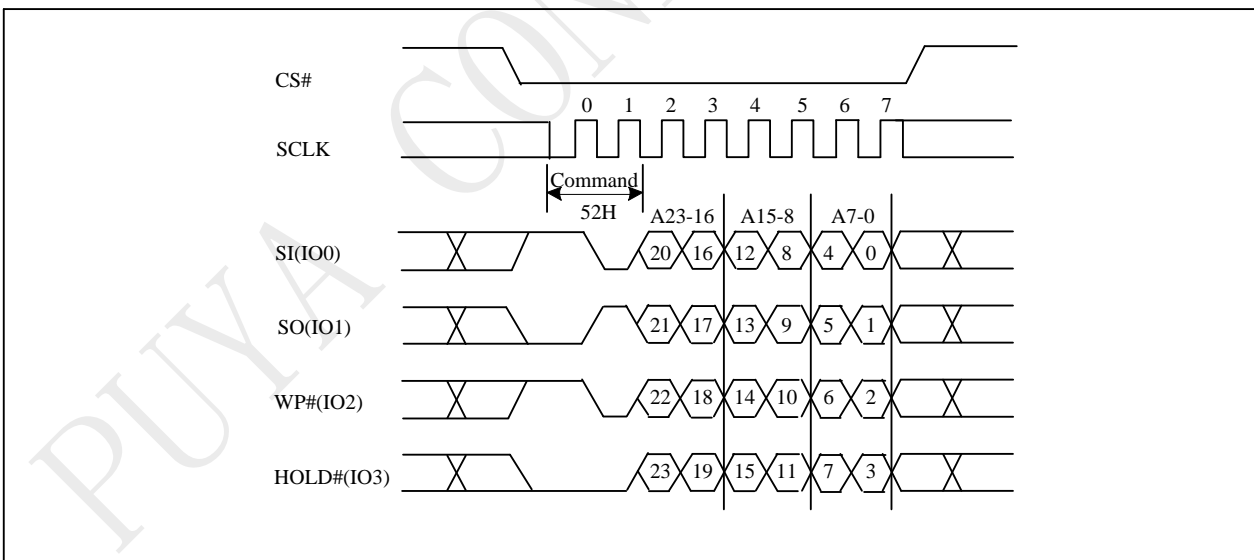 CS#
0 1 2 3 4 5 6 7
SCLK
Command
52H
A23-16 A15-8 A7-0
SI(IO0) 20 16 12 8 4 0
SO(IO1) 21 17 13 9 5 1
WP#(IO2) 22 18 14 10 6 2
HOLD#(IO3) 23 19 15 11 7 3
PUYA CON